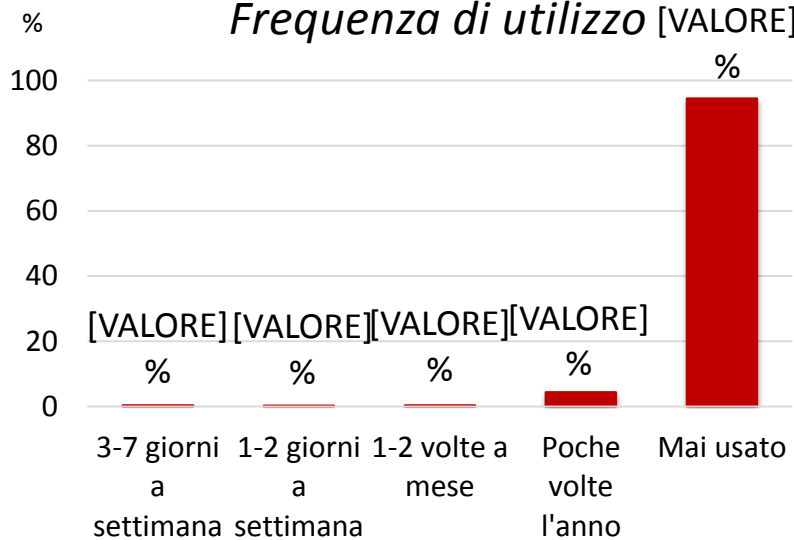 Frequenza di utilizzo
%
100
80
60
40
20
0
[VALORE]
%
[VALORE]
%
[VALORE]
%
[VALORE]
%
[VALORE]
%
3-7 giorni
a
settimana
1-2 giorni
a
settimana
1-2 volte a
mese
Poche
volte
l'anno
Mai usato